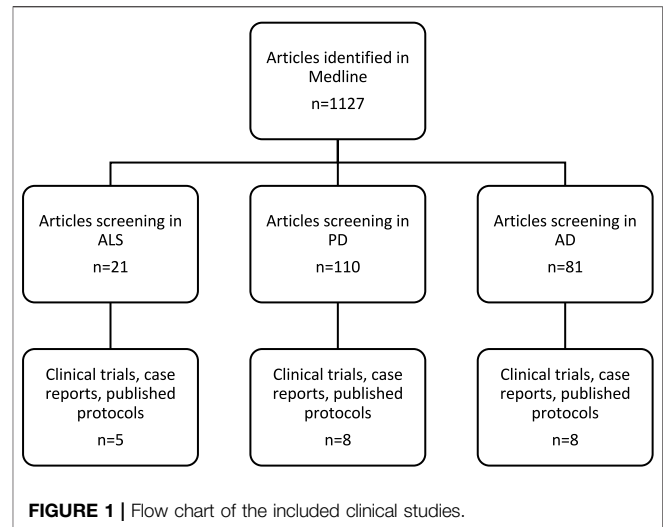 Articles identified in
Medline
n=1127
Articles screening in
ALS
n=21
Articles screening in
PD
n=110
Articles screening in
AD
n=81
Clinical trials, case
reports, published
protocols
n=5
Clinical trials, case
reports, published
protocols
n=8
Clinical trials, case
reports, published
protocols
n=8
FIGURE 1 | Flow chart of the included clinical studies.